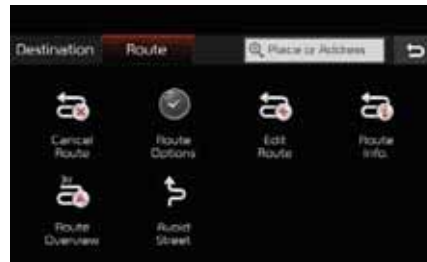 Destination
Route
Place or Address
Cancel
Route
Route
Options
Edit
Route
Route
Info.
Route
Overview
Avoid
Street